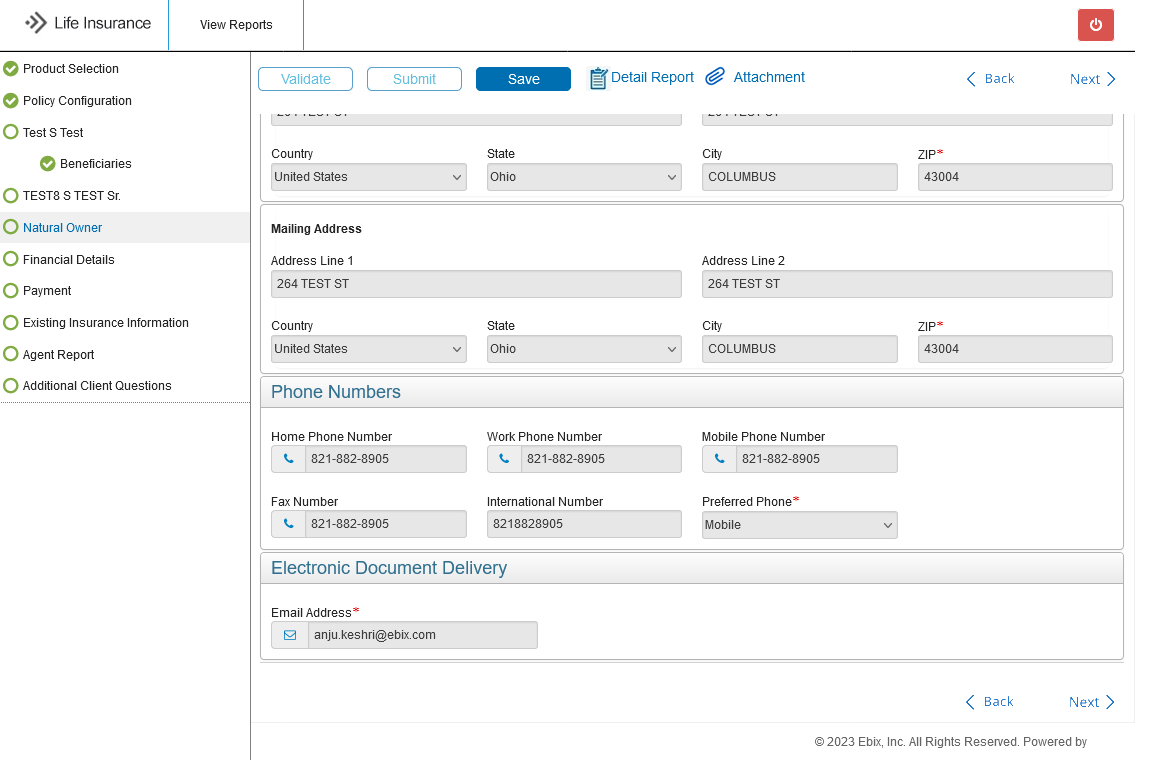 Life Insurance
View Reports
Product Selection
Policy Configuration
Test S Test
Beneficiaries
TEST8 S TEST Sr.
Natural Owner
Financial Details
Payment
Existing Insurance Information
Agent Report
Additional Client Questions
Validate Submit Save Detail Report Attachment Back Next
264 TEST ST 264 TEST ST
Country State City ZIP*
United States Ohio COLUMBUS 43004
Mailing Address
Address Line 1 Address Line 2
264 TEST ST 264 TEST ST
Country State City ZIP*
United States Ohio COLUMBUS 43004
Phone Numbers
Home Phone Number Work Phone Number Mobile Phone Number
821-882-8905 821-882-8905 821-882-8905
Fax Number International Number Preferred Phone*
821-882-8905 8218828905 Mobile
Electronic Document Delivery
Email Address*
anju.keshri@ebix.com
Back Next
© 2023 Ebix, Inc. All Rights Reserved. Powered by